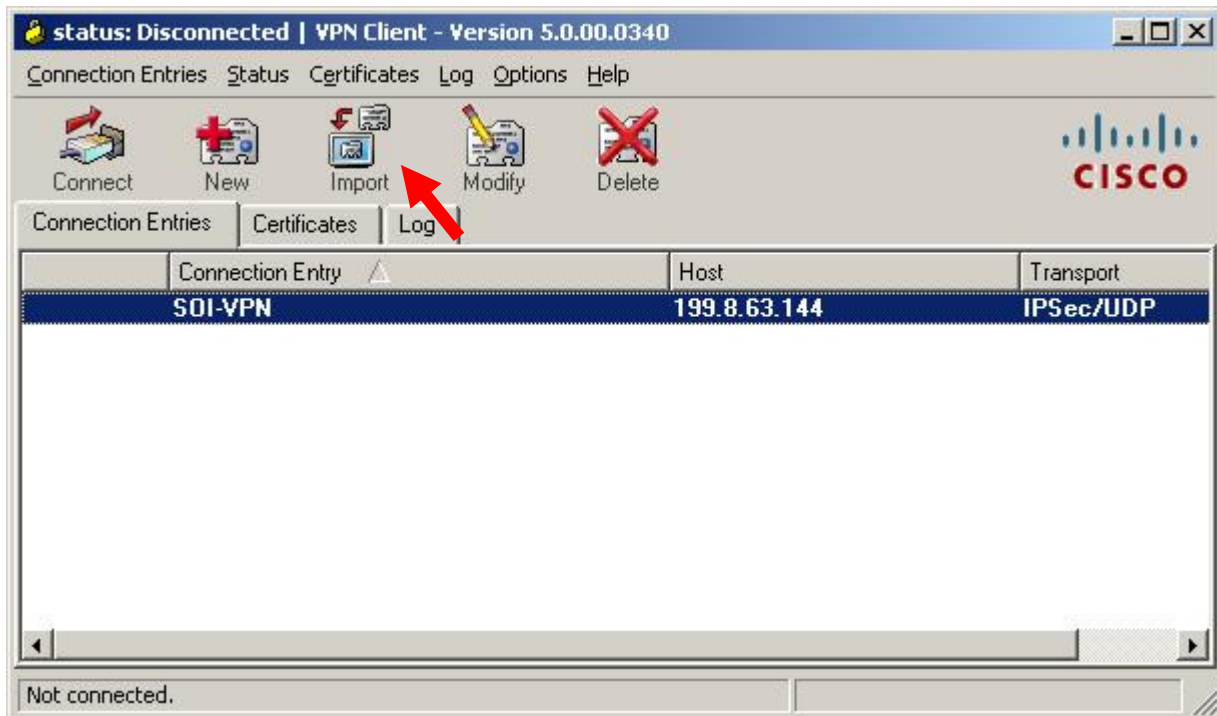 status: Disconnected | VPN Client - Version 5.0.00.0340
Connection Entries Status Certificates Log Options Help
Connect New Import Modify Delete
CISCO
Connection Entries Certificates Log
Connection Entry Host Transport
SOI-VPN 199.8.63.144 IPSec/UDP
Not connected.